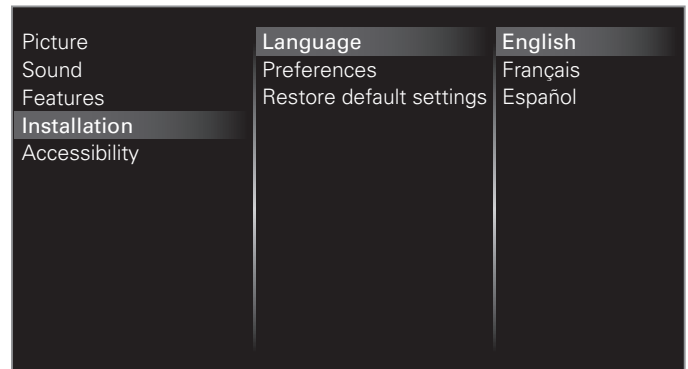 Picture
Sound
Features
Installation
Accessibility
Language
Preferences
Restore default settings
English
Français
Español